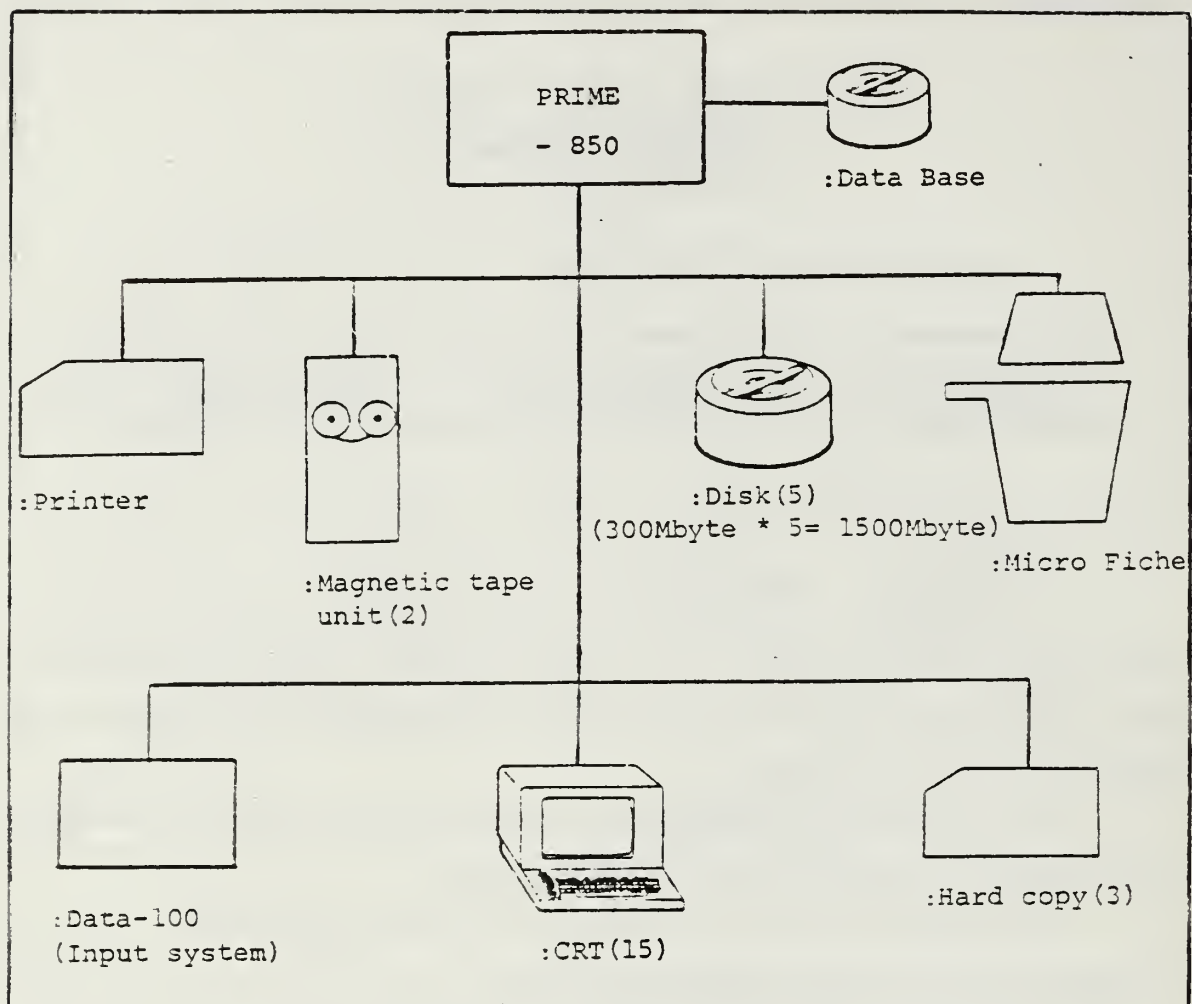 PRIME
- 850
:Data Base
:Printer
:Magnetic tape
unit(2)
:Disk(5)
(300Mbyte * 5= 1500Mbyte)
:Micro Fiche
:Data-100
(Input system)
:CRT(15)
:Hard copy(3)